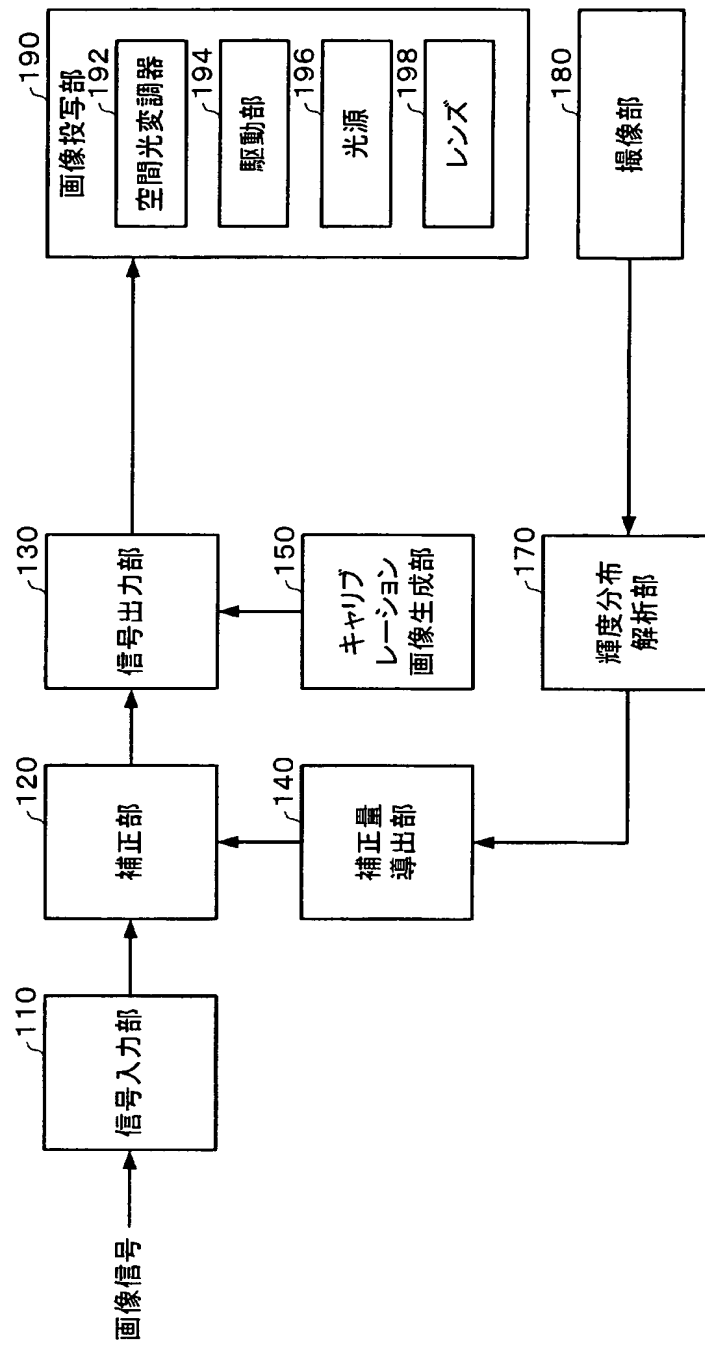 画像信号
110
信号入力部
120
補正部
130
信号出力部
140
補正量
導出部
150
キャリブ
レーション
画像生成部
190
画像投写部
192
空間光変調器
194
駆動部
196
光源
198
レンズ
170
輝度分布
解析部
180
撮像部